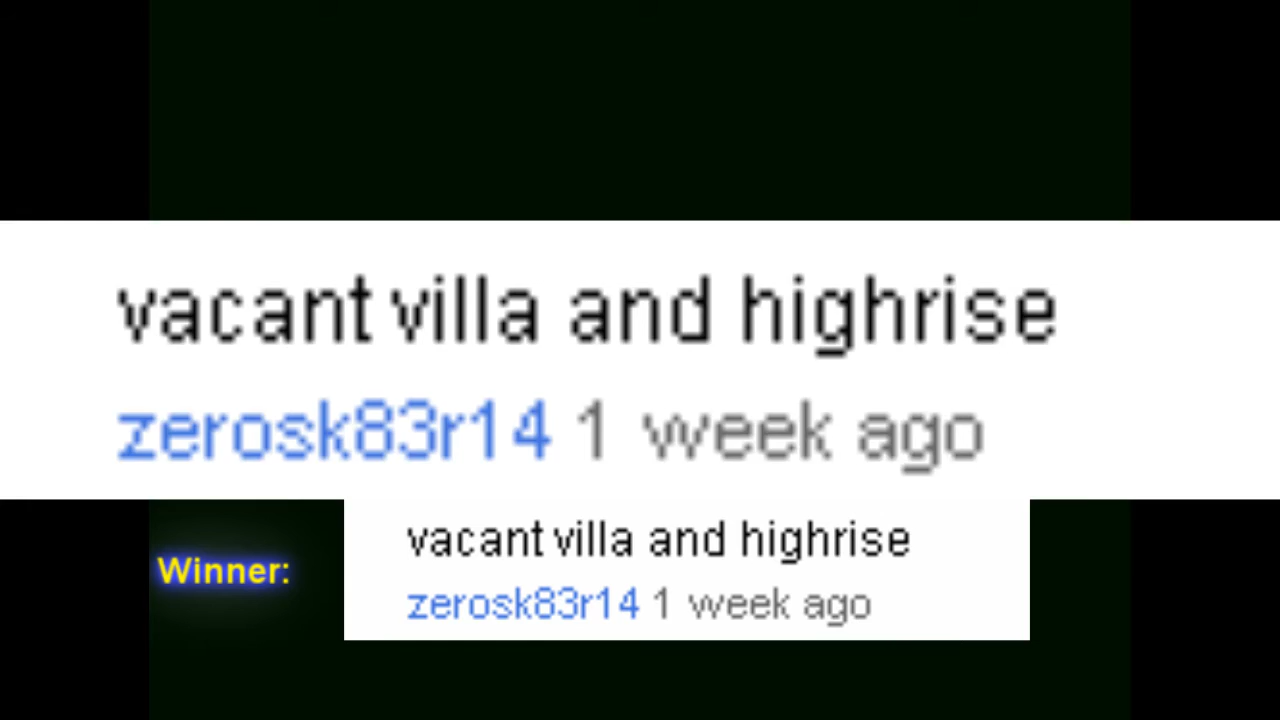 vacant villa and highrise
zerosk83r14 1 week ago
Winner:
vacant villa and highrise
zerosk83r14 1 week ago